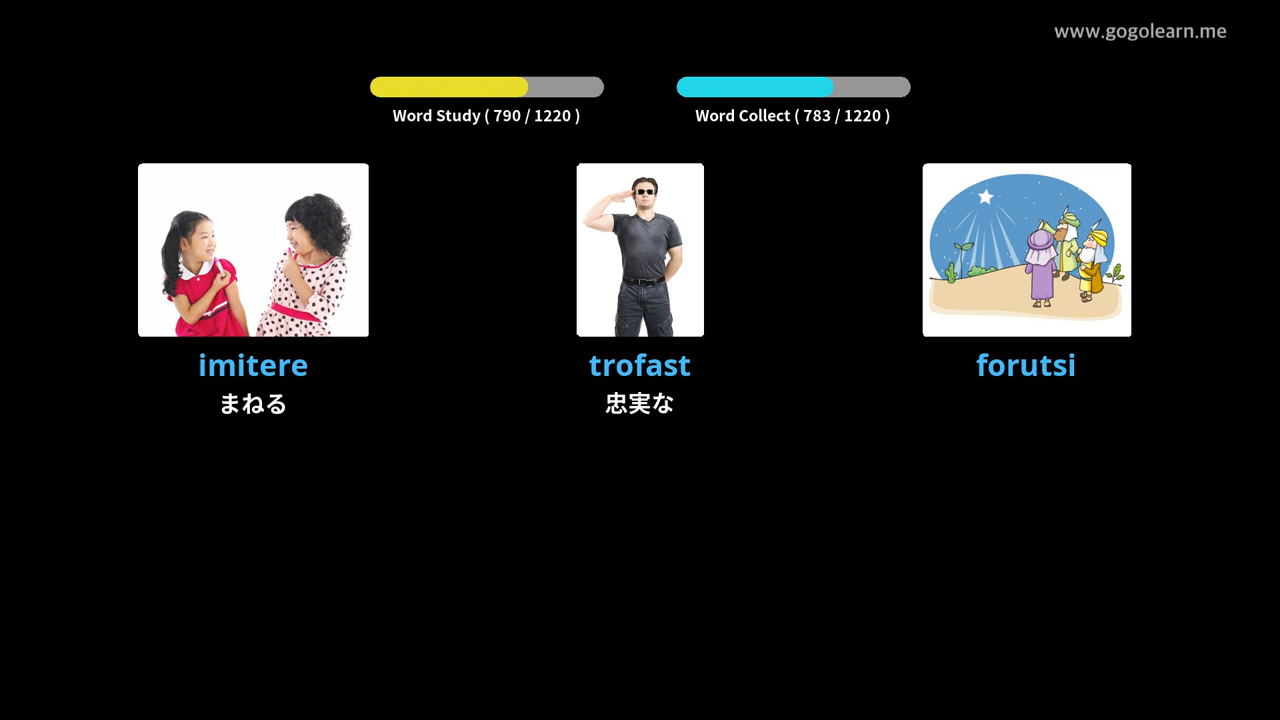 www.gogolearn.me
Word Study ( 790 / 1220 )
Word Collect ( 783 / 1220 )
imitere
まねる
trofast
忠実な
forutsi